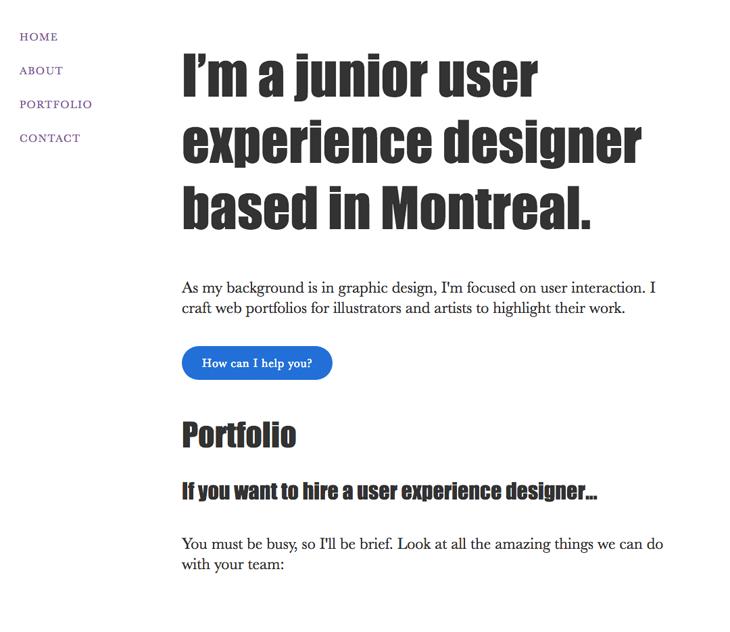 HOME
ABOUT
PORTFOLIO
CONTACT
I’m a junior user
experience designer
based in Montreal.
As my background is in graphic design, I'm focused on user interaction. I
craft web portfolios for illustrators and artists to highlight their work.
How can I help you?
Portfolio
If you want to hire a user experience designer...
You must be busy, so I'll be brief. Look at all the amazing things we can do
with your team: